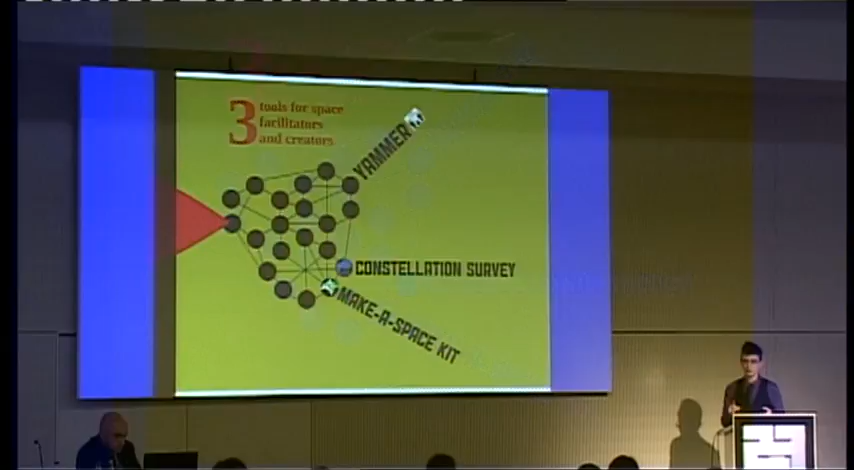 3 tools for space
facilitators
and creators
YAMMER
CONSTELLATION SURVEY
MAKE-A-SPACE KIT